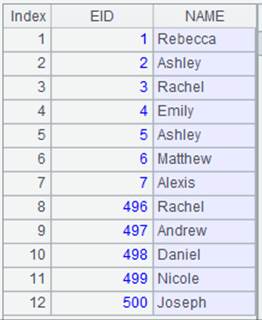 Index EID NAME
1 1 Rebecca
2 2 Ashley
3 3 Rachel
4 4 Emily
5 5 Ashley
6 6 Matthew
7 7 Alexis
8 496 Rachel
9 497 Andrew
10 498 Daniel
11 499 Nicole
12 500 Joseph